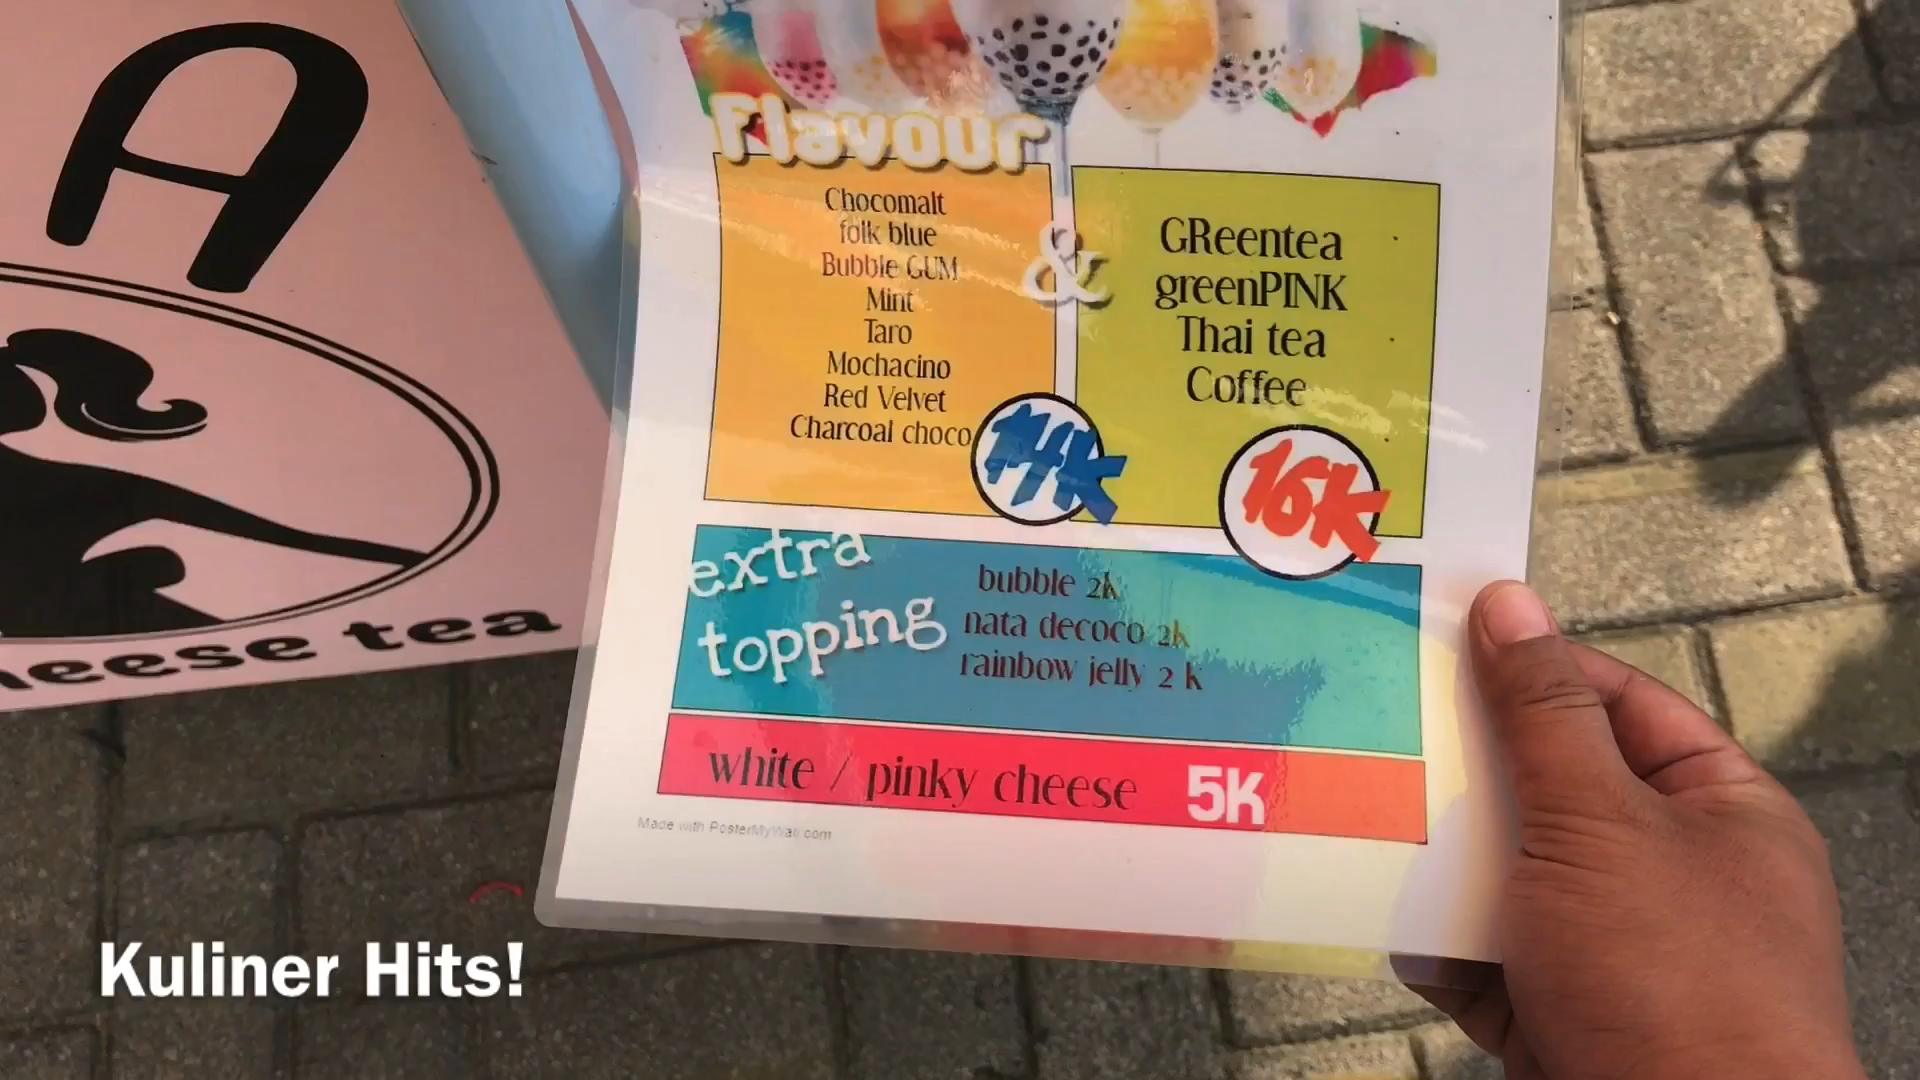 A
heese tea
Flavour
Chocomalt
folk blue
Bubble GUM
Mint
Taro
Mochacino
Red Velvet
Charcoal choco
14K
&
GReentea
greenPINK
Thai tea
Coffee
16K
extra
topping
bubble 2k
nata decoco 2k
rainbow jelly 2 k
white / pinky cheese 5K
Made with PosterMyWall.com
Kuliner Hits!